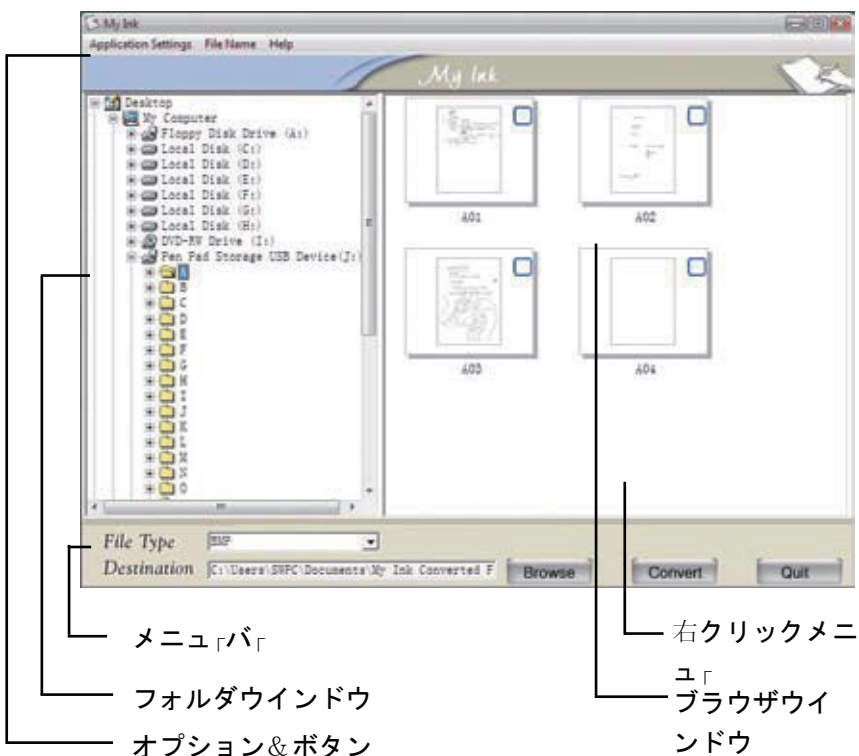 My Ink
Application Settings File Name Help
My Ink
Desktop
My Computer
Floppy Disk Drive (A:)
Local Disk (C:)
Local Disk (D:)
Local Disk (E:)
Local Disk (F:)
Local Disk (G:)
Local Disk (H:)
DVD-RW Drive (I:)
Pen Pad Storage USB Device(J:)
A
B
C
D
E
F
G
H
I
J
K
L
M
N
O
A01 A02
A03 A04
File Type BMP
Destination C:\Users\SWPC\Documents\My Ink Converted F Browse Convert Quit
メニュ┌バ┌
フォルダウインドウ
オプション＆ボタン
右クリックメニ
ュ┌
ブラウザウイ
ンドウ